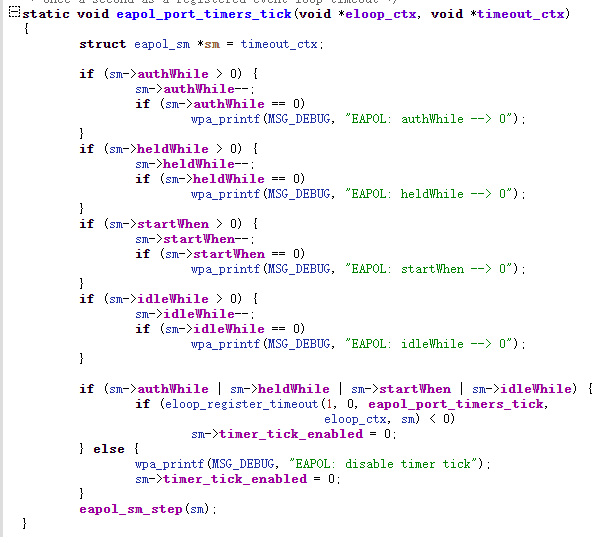 once a second as a registered event loop timeout */
static void eapol_port_timers_tick(void *eloop_ctx, void *timeout_ctx)
{
struct eapol_sm *sm = timeout_ctx;
if (sm->authWhile > 0) {
sm->authWhile--;
if (sm->authWhile == 0)
wpa_printf(MSG_DEBUG, "EAPOL: authWhile --> 0");
}
if (sm->heldWhile > 0) {
sm->heldWhile--;
if (sm->heldWhile == 0)
wpa_printf(MSG_DEBUG, "EAPOL: heldWhile --> 0");
}
if (sm->startWhen > 0) {
sm->startWhen--;
if (sm->startWhen == 0)
wpa_printf(MSG_DEBUG, "EAPOL: startWhen --> 0");
}
if (sm->idleWhile > 0) {
sm->idleWhile--;
if (sm->idleWhile == 0)
wpa_printf(MSG_DEBUG, "EAPOL: idleWhile --> 0");
}
if (sm->authWhile | sm->heldWhile | sm->startWhen | sm->idleWhile) {
if (eloop_register_timeout(1, 0, eapol_port_timers_tick,
eloop_ctx, sm) < 0)
sm->timer_tick_enabled = 0;
} else {
wpa_printf(MSG_DEBUG, "EAPOL: disable timer tick");
sm->timer_tick_enabled = 0;
}
eapol_sm_step(sm);
}